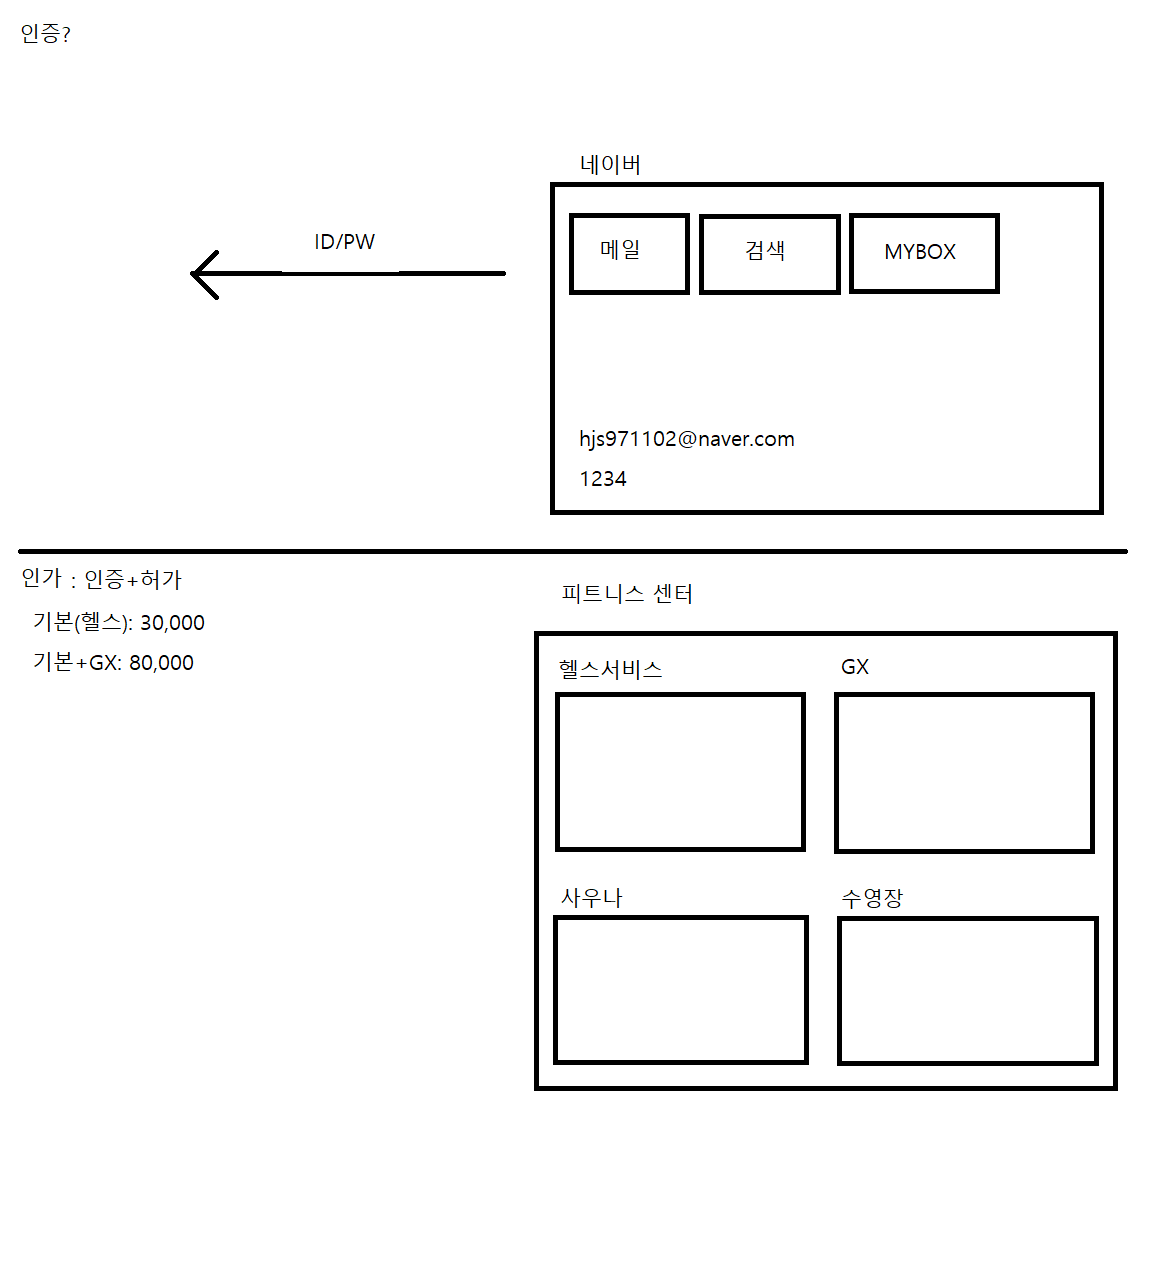 인증?
네이버
ID/PW
메일 검색 MYBOX
hjs971102@naver.com
1234
인가 : 인증+허가
기본(헬스): 30,000
기본+GX: 80,000
피트니스 센터
헬스서비스 GX
사우나 수영장